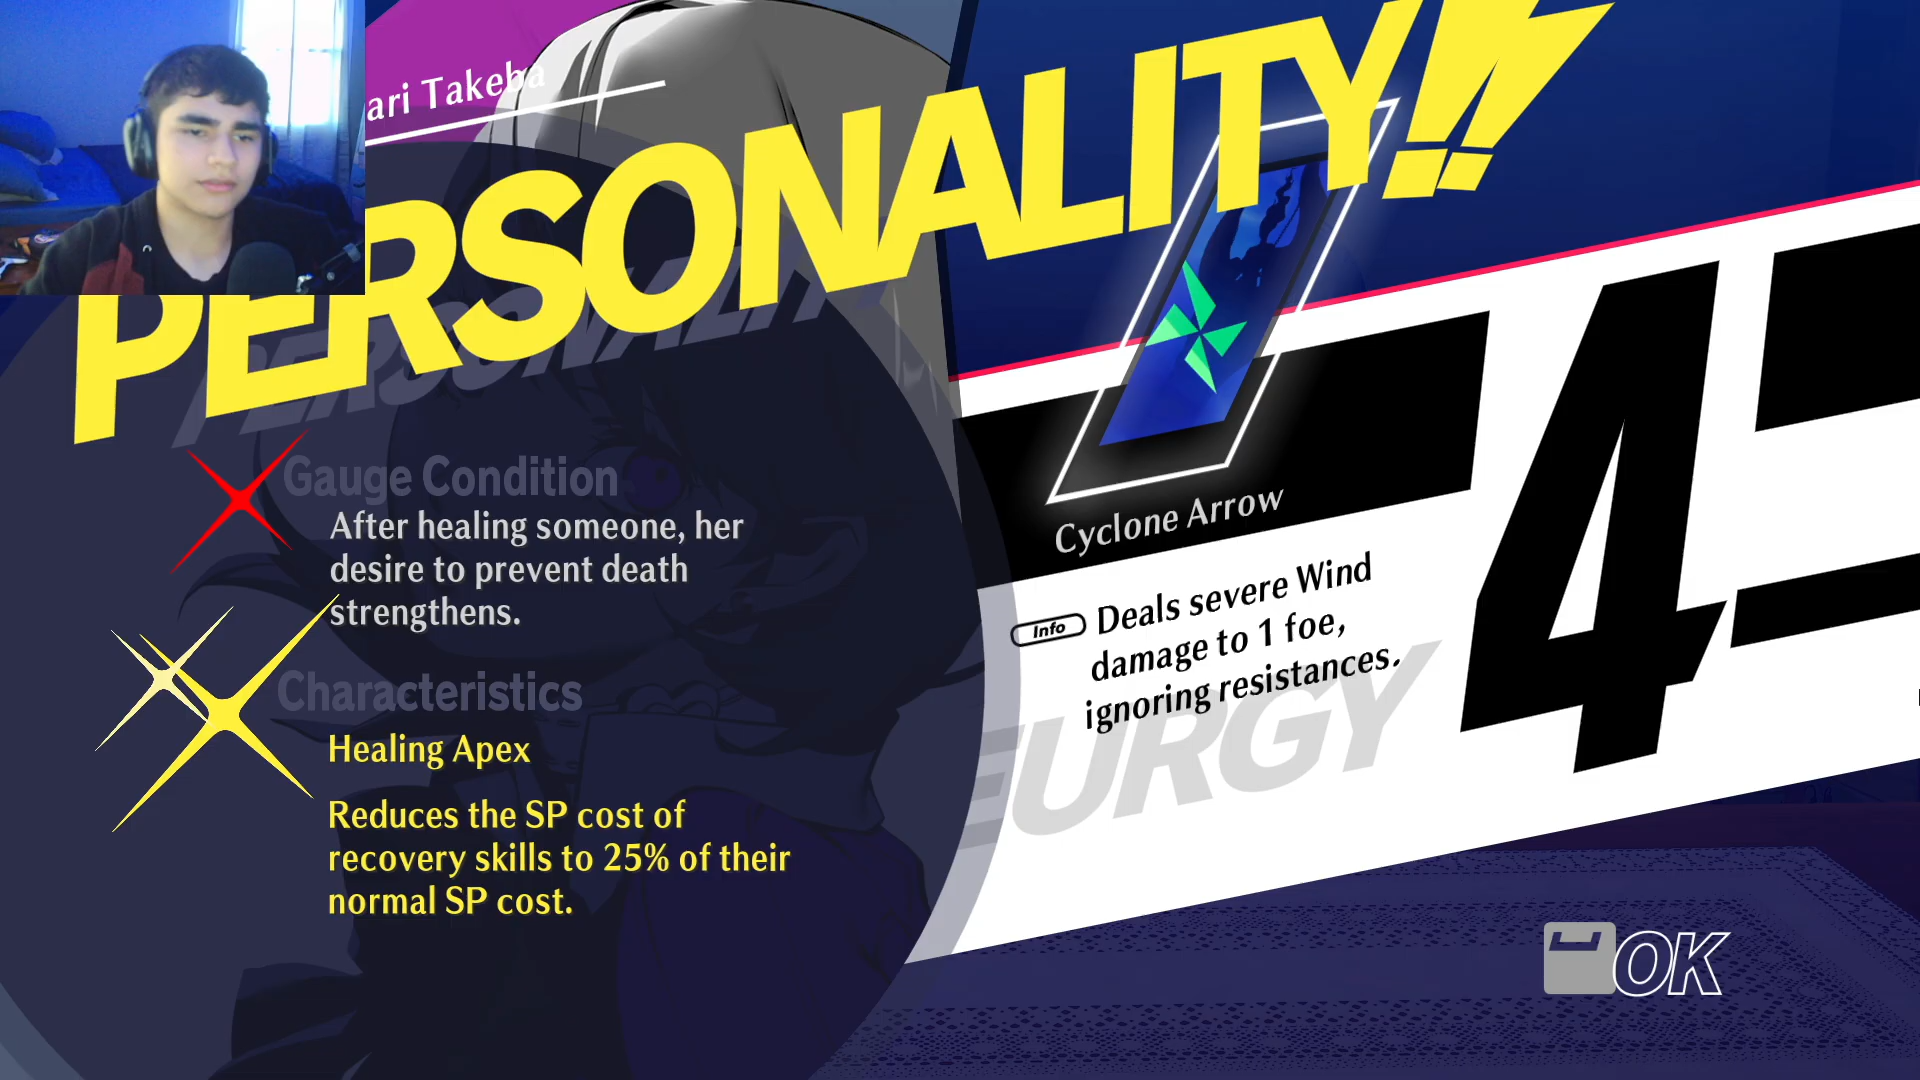 ari Takeba
PERSONALITY!!
PERSONALITY
Gauge Condition
After healing someone, her
desire to prevent death
strengthens.
Characteristics
Healing Apex
Reduces the SP cost of
recovery skills to 25% of their
normal SP cost.
Cyclone Arrow
Info Deals severe Wind
damage to 1 foe,
ignoring resistances.
EURGY
4
OK